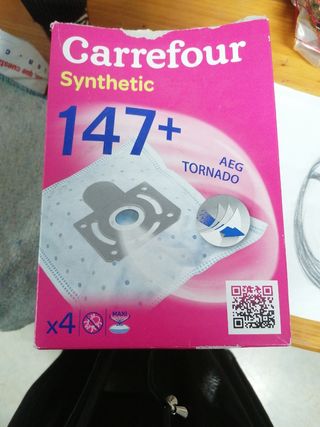 Carrefour
Synthetic
147+
AEG
TORNADO
x4
MAXI